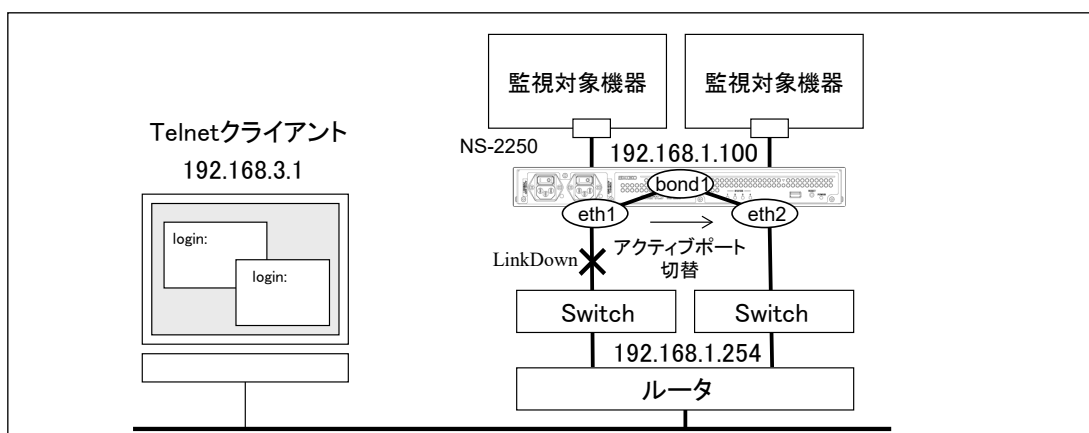 監視対象機器
監視対象機器
Telnetクライアント
192.168.3.1
NS-2250
192.168.1.100
bond1
eth1
eth2
login:
login:
LinkDown
アクティブポート
切替
Switch
Switch
192.168.1.254
ルータ